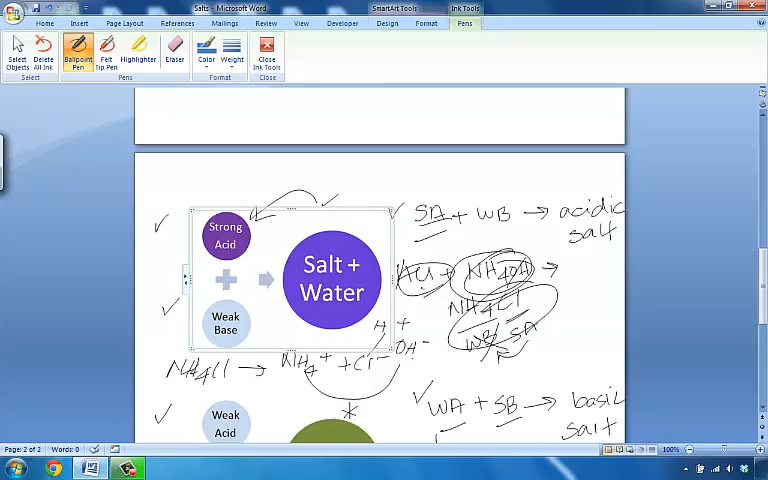 Salts - Microsoft Word
SmartArt Tools
Ink Tools
Home Insert Page Layout References Mailings Review View Developer Design Format Pens
Select Objects
Delete All Ink
Ballpoint Pen
Felt Tip Pen
Highlighter
Eraser
Color
Weight
Close Ink Tools
Select
Pens
Format
Close
SA + WB → acidic
salt
Strong Acid
Salt + Water
Weak Base
HCl + NH4OH →
NH4Cl
WB SA
H +
OH -
NH4Cl → NH4+ + Cl-
WA + SB → basic
salt
Weak Acid
Page: 2 of 2 Words: 0
100%
5:00 PM